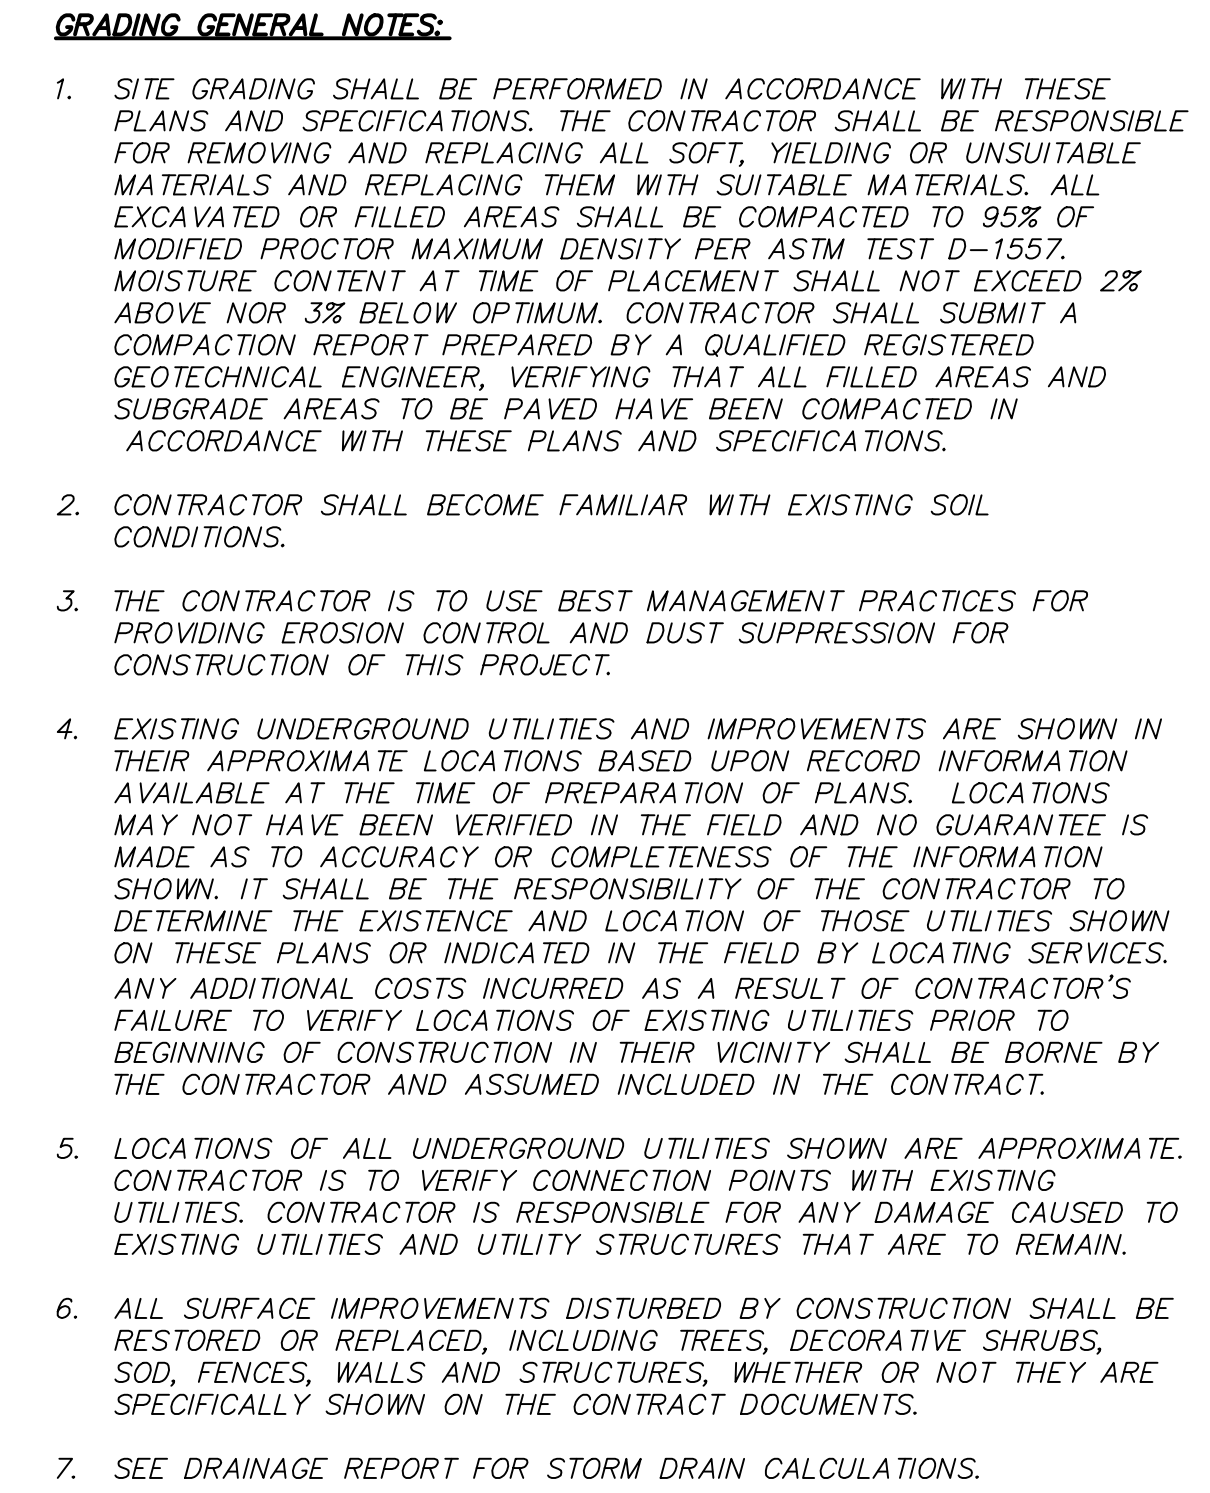 GRADING GENERAL NOTES:
1. SITE GRADING SHALL BE PERFORMED IN ACCORDANCE WITH THESE
PLANS AND SPECIFICATIONS. THE CONTRACTOR SHALL BE RESPONSIBLE
FOR REMOVING AND REPLACING ALL SOFT, YIELDING OR UNSUITABLE
MATERIALS AND REPLACING THEM WITH SUITABLE MATERIALS. ALL
EXCAVATED OR FILLED AREAS SHALL BE COMPACTED TO 95% OF
MODIFIED PROCTOR MAXIMUM DENSITY PER ASTM TEST D-1557.
MOISTURE CONTENT AT TIME OF PLACEMENT SHALL NOT EXCEED 2%
ABOVE NOR 3% BELOW OPTIMUM. CONTRACTOR SHALL SUBMIT A
COMPACTION REPORT PREPARED BY A QUALIFIED REGISTERED
GEOTECHNICAL ENGINEER, VERIFYING THAT ALL FILLED AREAS AND
SUBGRADE AREAS TO BE PAVED HAVE BEEN COMPACTED IN
ACCORDANCE WITH THESE PLANS AND SPECIFICATIONS.
2. CONTRACTOR SHALL BECOME FAMILIAR WITH EXISTING SOIL
CONDITIONS.
3. THE CONTRACTOR IS TO USE BEST MANAGEMENT PRACTICES FOR
PROVIDING EROSION CONTROL AND DUST SUPPRESSION FOR
CONSTRUCTION OF THIS PROJECT.
4. EXISTING UNDERGROUND UTILITIES AND IMPROVEMENTS ARE SHOWN IN
THEIR APPROXIMATE LOCATIONS BASED UPON RECORD INFORMATION
AVAILABLE AT THE TIME OF PREPARATION OF PLANS. LOCATIONS
MAY NOT HAVE BEEN VERIFIED IN THE FIELD AND NO GUARANTEE IS
MADE AS TO ACCURACY OR COMPLETENESS OF THE INFORMATION
SHOWN. IT SHALL BE THE RESPONSIBILITY OF THE CONTRACTOR TO
DETERMINE THE EXISTENCE AND LOCATION OF THOSE UTILITIES SHOWN
ON THESE PLANS OR INDICATED IN THE FIELD BY LOCATING SERVICES.
ANY ADDITIONAL COSTS INCURRED AS A RESULT OF CONTRACTOR'S
FAILURE TO VERIFY LOCATIONS OF EXISTING UTILITIES PRIOR TO
BEGINNING OF CONSTRUCTION IN THEIR VICINITY SHALL BE BORNE BY
THE CONTRACTOR AND ASSUMED INCLUDED IN THE CONTRACT.
5. LOCATIONS OF ALL UNDERGROUND UTILITIES SHOWN ARE APPROXIMATE.
CONTRACTOR IS TO VERIFY CONNECTION POINTS WITH EXISTING
UTILITIES. CONTRACTOR IS RESPONSIBLE FOR ANY DAMAGE CAUSED TO
EXISTING UTILITIES AND UTILITY STRUCTURES THAT ARE TO REMAIN.
6. ALL SURFACE IMPROVEMENTS DISTURBED BY CONSTRUCTION SHALL BE
RESTORED OR REPLACED, INCLUDING TREES, DECORATIVE SHRUBS,
SOD, FENCES, WALLS AND STRUCTURES, WHETHER OR NOT THEY ARE
SPECIFICALLY SHOWN ON THE CONTRACT DOCUMENTS.
7. SEE DRAINAGE REPORT FOR STORM DRAIN CALCULATIONS.